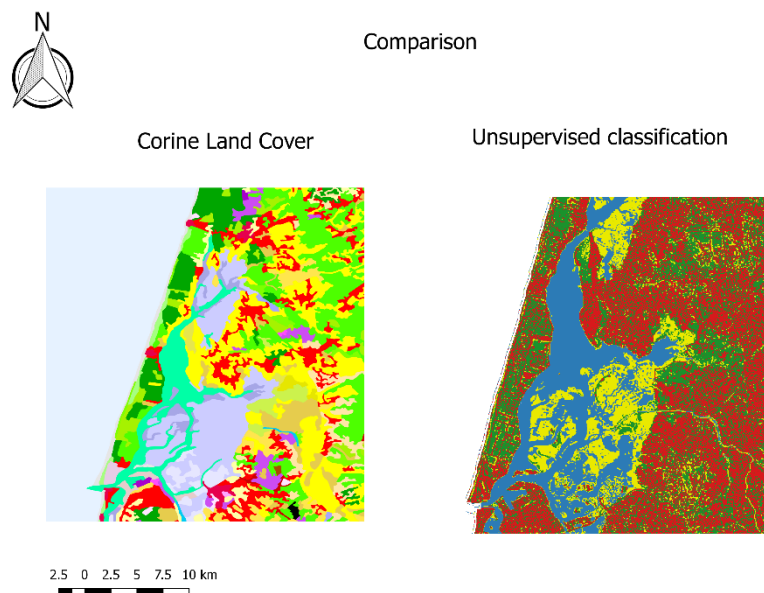 N
Comparison
Corine Land Cover
Unsupervised classification
2.5 0 2.5 5 7.5 10 km